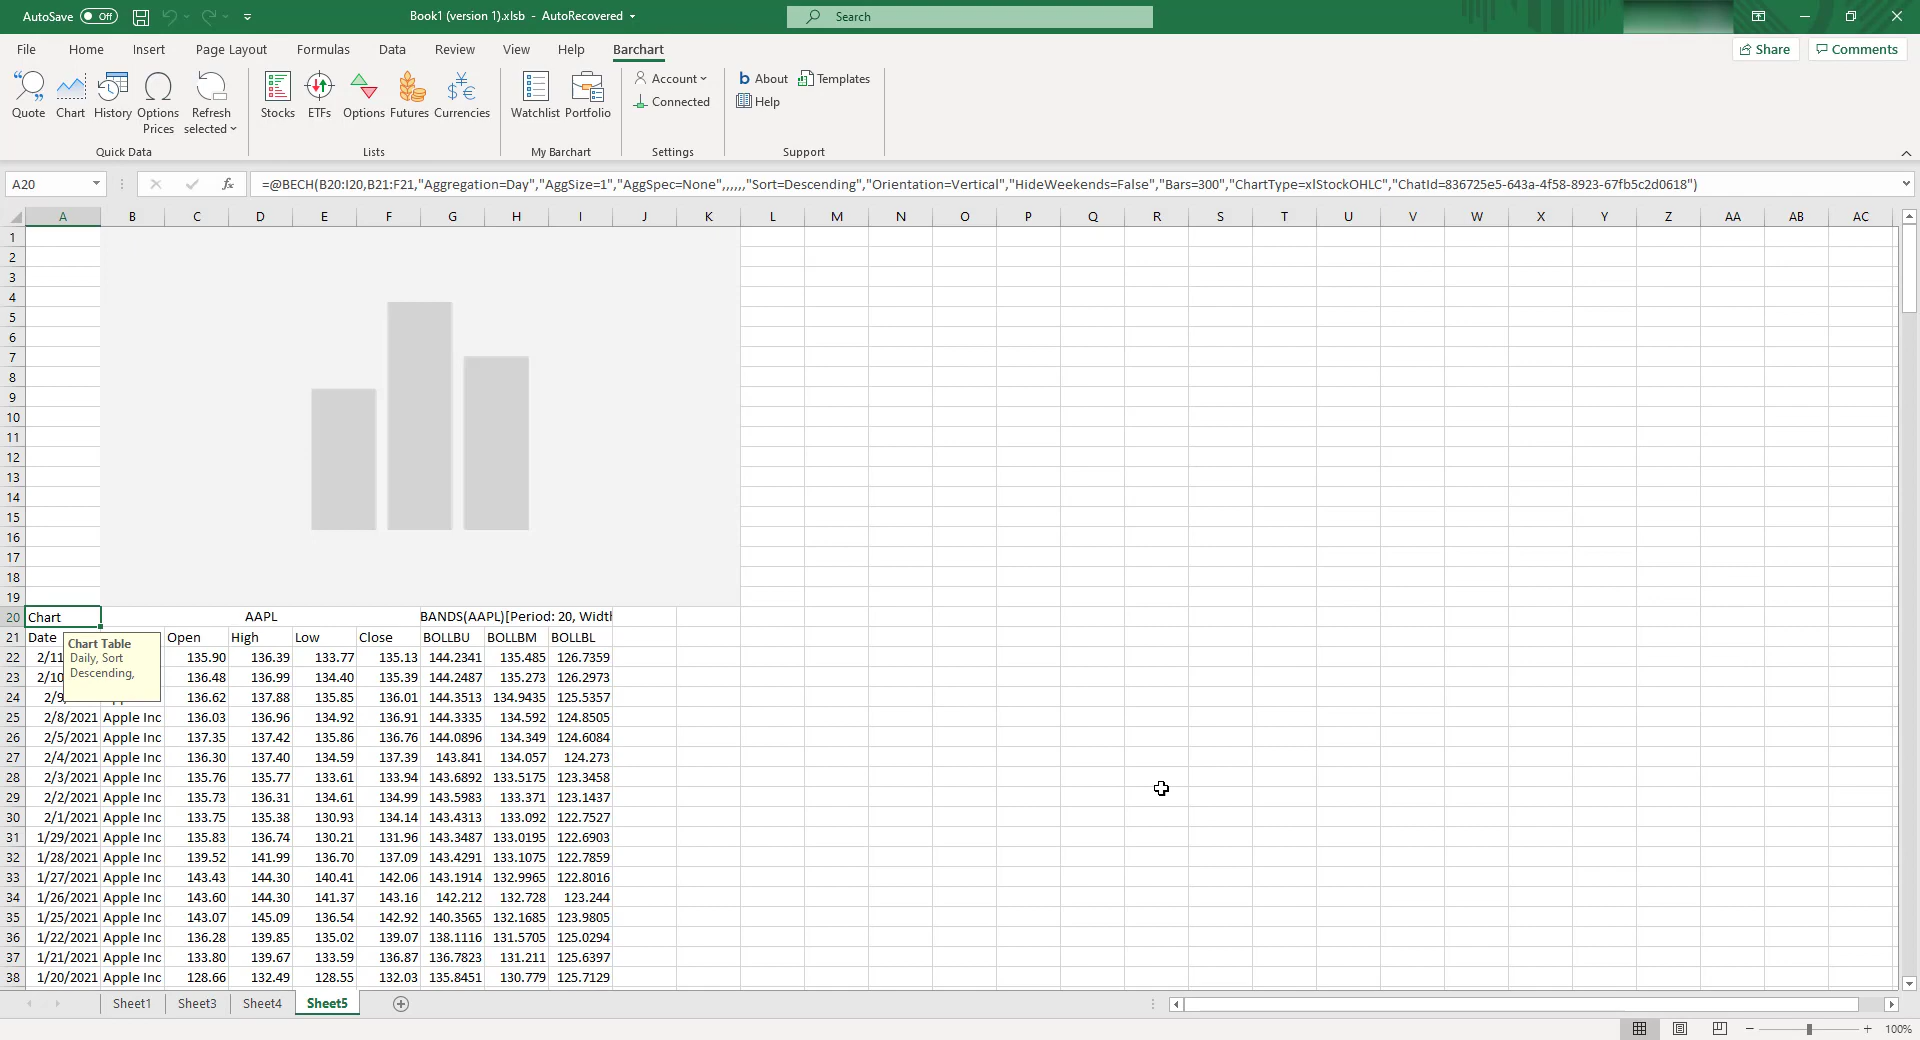 AutoSave Off Book1 (version 1).xlsb - AutoRecovered Search
File Home Insert Page Layout Formulas Data Review View Help Barchart Share Comments
Quote Chart History Options Prices Refresh selected Stocks ETFs Options Futures Currencies Watchlist Portfolio Account Connected About Help Templates
Quick Data Lists My Barchart Settings Support
A20 fx =@BECH(B20:I20,B21:F21,"Aggregation=Day","AggSize=1","AggSpec=None",,,,,,"Sort=Descending","Orientation=Vertical","HideWeekends=False","Bars=300","ChartType=xlStockOHLC","ChatId=836725e5-643a-4f58-8923-67fb5c2d0618")
A B C D E F G H I J K L M N O P Q R S T U V W X Y Z AA AB AC
1
2
3
4
5
6
7
8
9
10
11
12
13
14
15
16
17
18
19
20 Chart AAPL BANDS(AAPL)[Period: 20, Width
21 Date Open High Low Close BOLLBU BOLLBM BOLLBL
Chart Table
Daily, Sort
Descending,
22 2/11 135.90 136.39 133.77 135.13 144.2341 135.485 126.7359
23 2/10 136.48 136.99 134.40 135.39 144.2487 135.273 126.2973
24 2/9/ 136.62 137.88 135.85 136.01 144.3513 134.9435 125.5357
25 2/8/2021 Apple Inc 136.03 136.96 134.92 136.91 144.3335 134.592 124.8505
26 2/5/2021 Apple Inc 137.35 137.42 135.86 136.76 144.0896 134.349 124.6084
27 2/4/2021 Apple Inc 136.30 137.40 134.59 137.39 143.841 134.057 124.273
28 2/3/2021 Apple Inc 135.76 135.77 133.61 133.94 143.6892 133.5175 123.3458
29 2/2/2021 Apple Inc 135.73 136.31 134.61 134.99 143.5983 133.371 123.1437
30 2/1/2021 Apple Inc 133.75 135.38 130.93 134.14 143.4313 133.092 122.7527
31 1/29/2021 Apple Inc 135.83 136.74 130.21 131.96 143.3487 133.0195 122.6903
32 1/28/2021 Apple Inc 139.52 141.99 136.70 137.09 143.4291 133.1075 122.7859
33 1/27/2021 Apple Inc 143.43 144.30 140.41 142.06 143.1914 132.9965 122.8016
34 1/26/2021 Apple Inc 143.60 144.30 141.37 143.16 142.212 132.728 123.244
35 1/25/2021 Apple Inc 143.07 145.09 136.54 142.92 140.3565 132.1685 123.9805
36 1/22/2021 Apple Inc 136.28 139.85 135.02 139.07 138.1116 131.5705 125.0294
37 1/21/2021 Apple Inc 133.80 139.67 133.59 136.87 136.7823 131.211 125.6397
38 1/20/2021 Apple Inc 128.66 132.49 128.55 132.03 135.8451 130.779 125.7129
Sheet1 Sheet3 Sheet4 Sheet5
100%